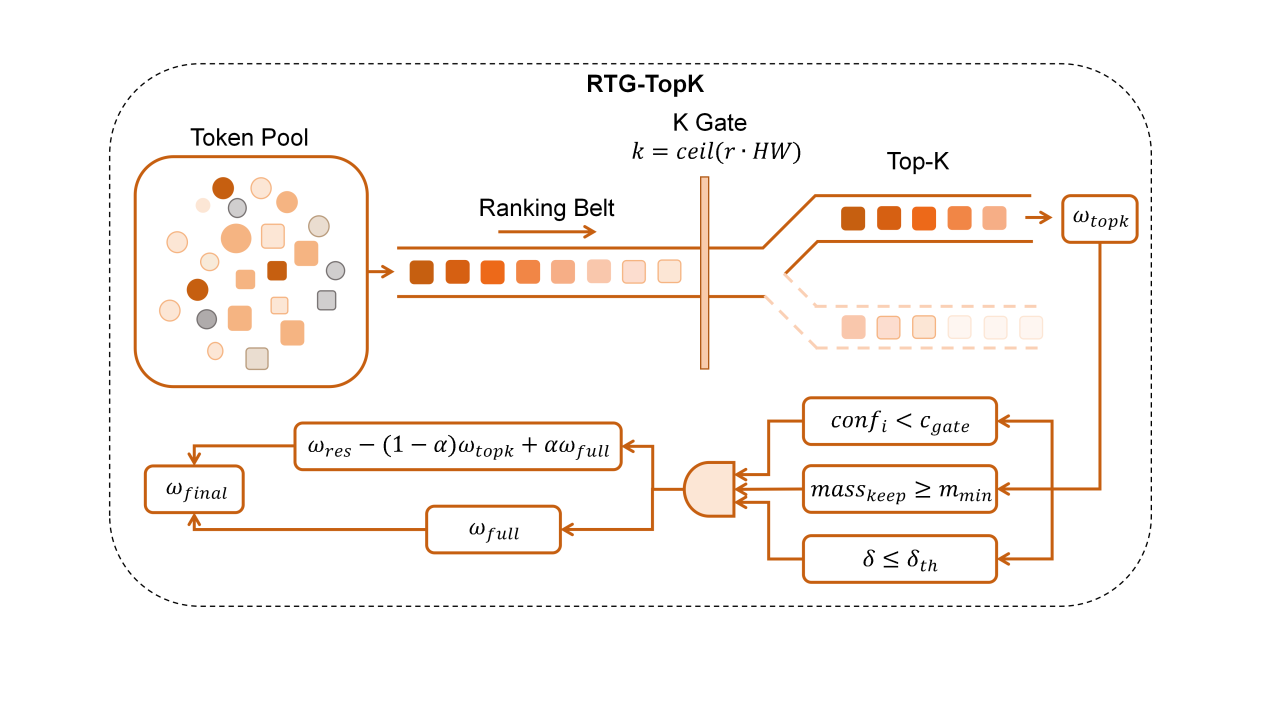 RTG-TopK
Token Pool
K Gate
k = ceil(r · HW)
Ranking Belt
Top-K
ω_topk
conf_i < c_gate
mass_keep ≥ m_min
δ ≤ δ_th
ω_res − (1 − α)ω_topk + αω_full
ω_full
ω_final